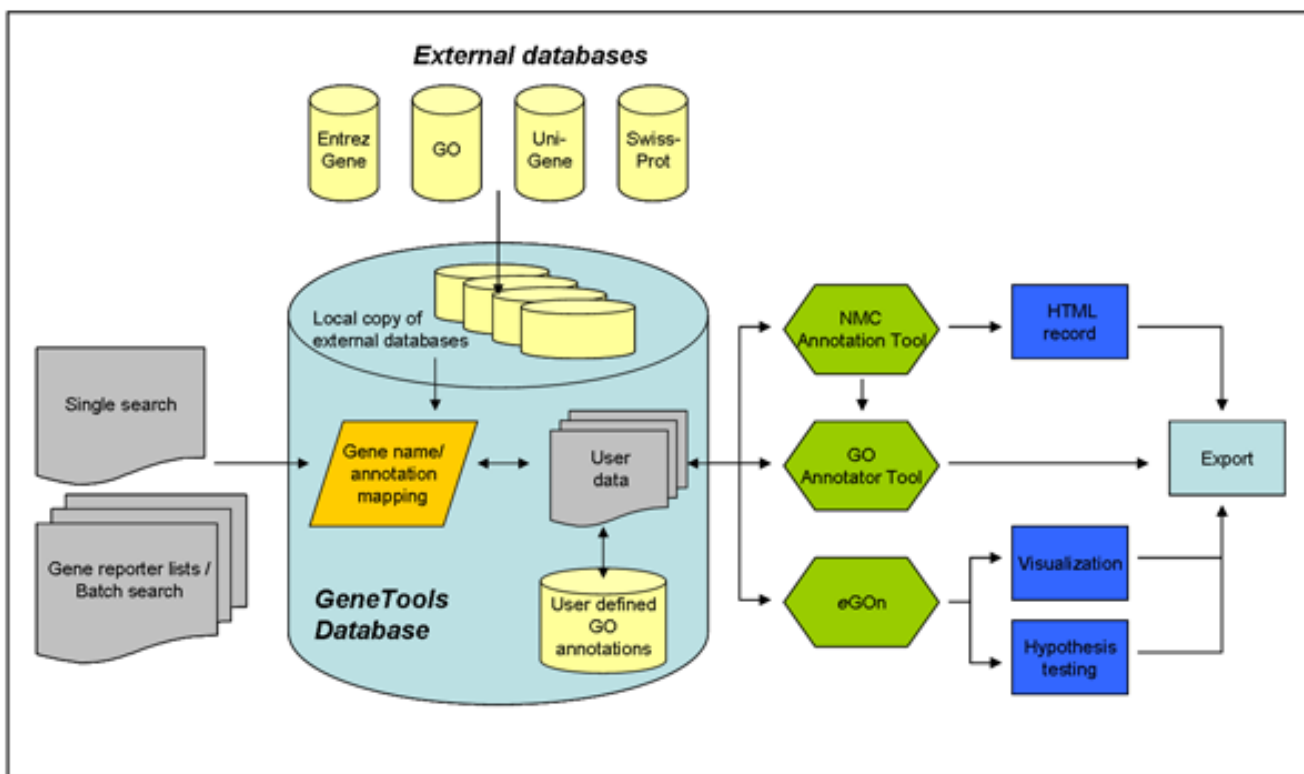 External databases
Entrez
Gene
GO
Uni-
Gene
Swiss-
Prot
Local copy of
external databases
NMC
Annotation Tool
HTML
record
Single search
Gene name/
annotation
mapping
User
data
GO
Annotator Tool
Export
Gene reporter lists /
Batch search
GeneTools
Database
User defined
GO
annotations
eGOn
Visualization
Hypothesis
testing